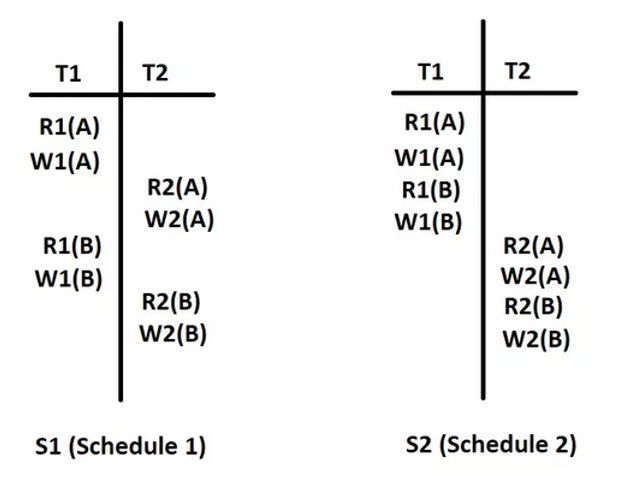 T1 T2
R1(A)
W1(A)
R2(A)
W2(A)
R1(B)
W1(B)
R2(B)
W2(B)
S1 (Schedule 1)
T1 T2
R1(A)
W1(A)
R1(B)
W1(B)
R2(A)
W2(A)
R2(B)
W2(B)
S2 (Schedule 2)